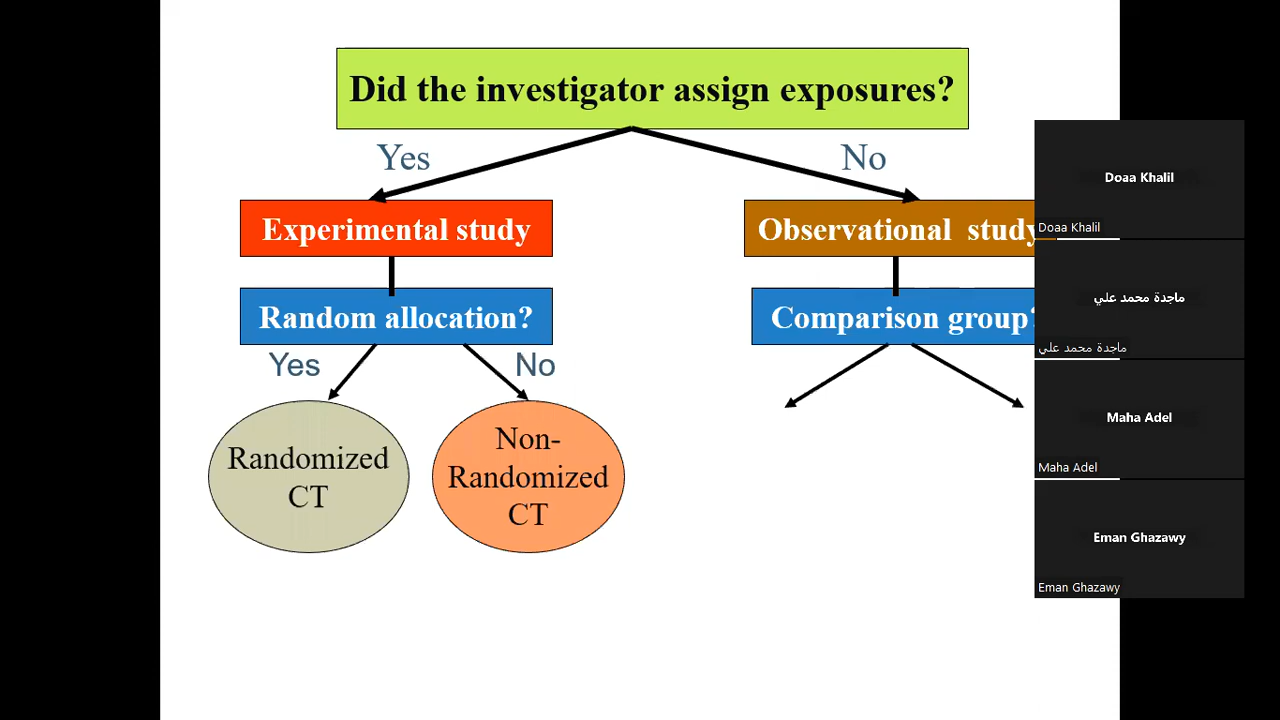 Did the investigator assign exposures?
Yes
No
Experimental study
Observational study
Random allocation?
Comparison group?
Yes
No
Randomized
CT
Non-
Randomized
CT
Doaa Khalil
Doaa Khalil
ماجدة محمد علي
ماجدة محمد علي
Maha Adel
Maha Adel
Eman Ghazawy
Eman Ghazawy